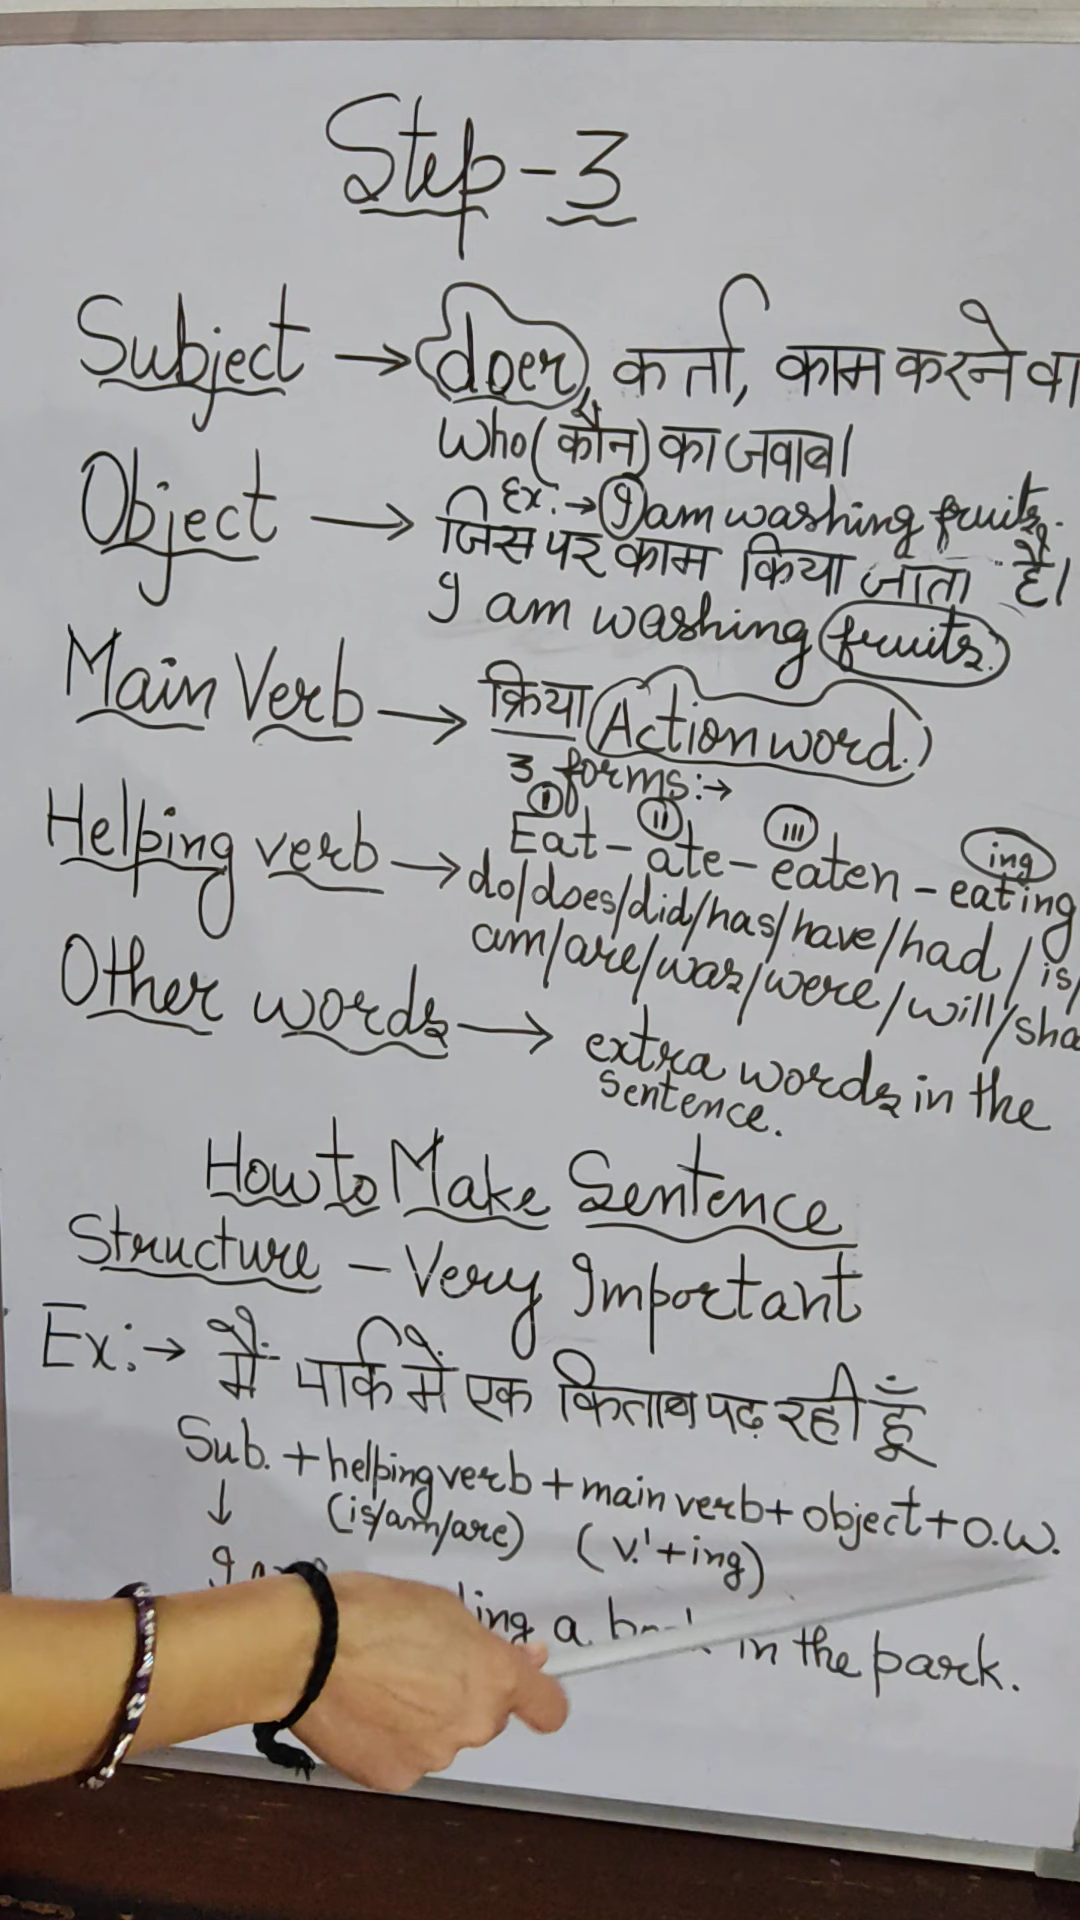 Step-3
Subject → doer, कर्ता, काम करने वा
Who (कौन) का जवाब।
Ex:→ I am washing fruits.
Object → जिस पर काम किया जाता है।
I am washing fruits.
Main Verb → क्रिया Action word.
3 forms:→
I II III ing
Eat - ate - eaten - eating
Helping verb → do/does/did/has/have/had/is/
am/are/was/were/will/sha
Other words → extra words in the
sentence.
How to Make Sentence
Structure - Very Important
Ex:→ मैं पार्क में एक किताब पढ़ रही हूँ
Sub. + helping verb + main verb + object + O.W.
↓ (is/am/are) (V.¹+ing)
I a in the park.